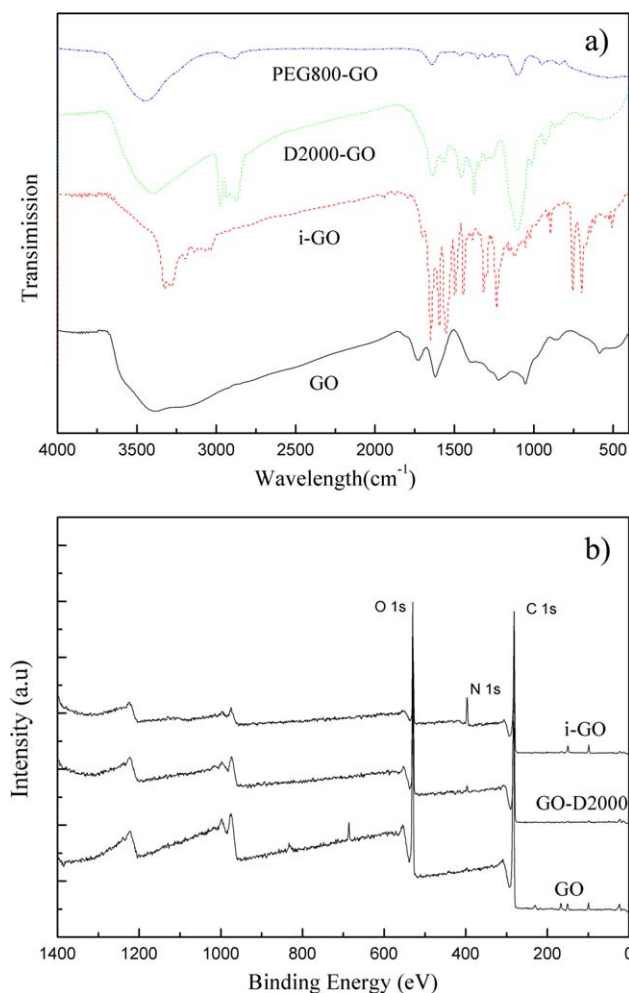 a)
PEG800-GO
D2000-GO
i-GO
GO
Transimission
4000 3500 3000 2500 2000 1500 1000 500
Wavelength(cm⁻¹)
b)
O 1s
C 1s
N 1s
i-GO
GO-D2000
GO
Intensity (a.u)
1400 1200 1000 800 600 400 200 0
Binding Energy (eV)